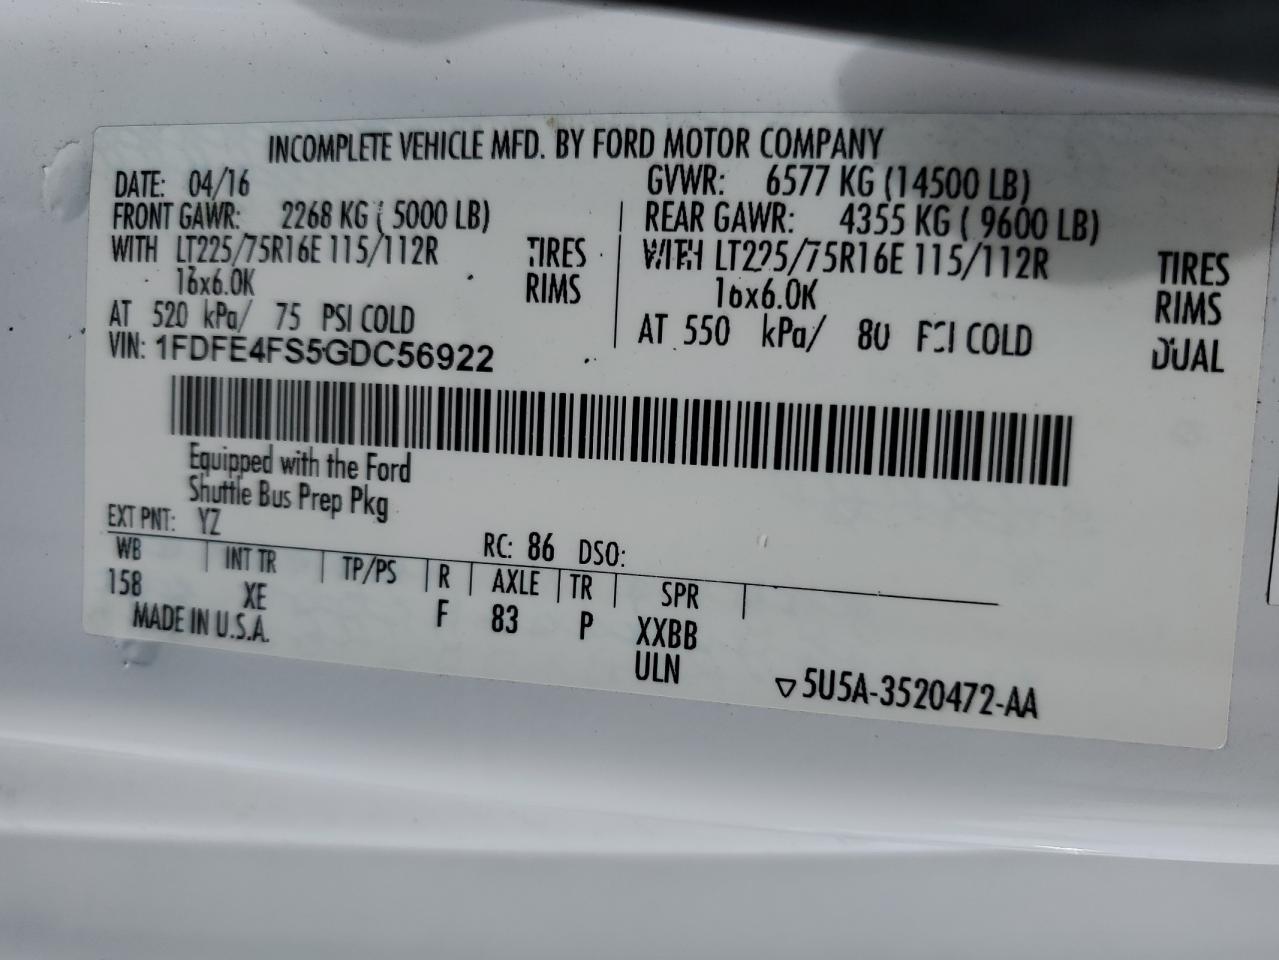 INCOMPLETE VEHICLE MFD. BY FORD MOTOR COMPANY
DATE: 04/16 GVWR: 6577 KG (14500 LB)
FRONT GAWR: 2268 KG ( 5000 LB) REAR GAWR: 4355 KG ( 9600 LB)
WITH LT225/75R16E 115/112R TIRES WITH LT225/75R16E 115/112R TIRES
16x6.0K RIMS 16x6.0K RIMS
AT 520 kPa/ 75 PSI COLD AT 550 kPa/ 80 PSI COLD DUAL
VIN: 1FDFE4FS5GDC56922
Equipped with the Ford
Shuttle Bus Prep Pkg
EXT PNT: YZ RC: 86 DSO:
WB INT TR TP/PS R AXLE TR SPR
158 XE F 83 P XXBB
MADE IN U.S.A. ULN
▽5U5A-3520472-AA